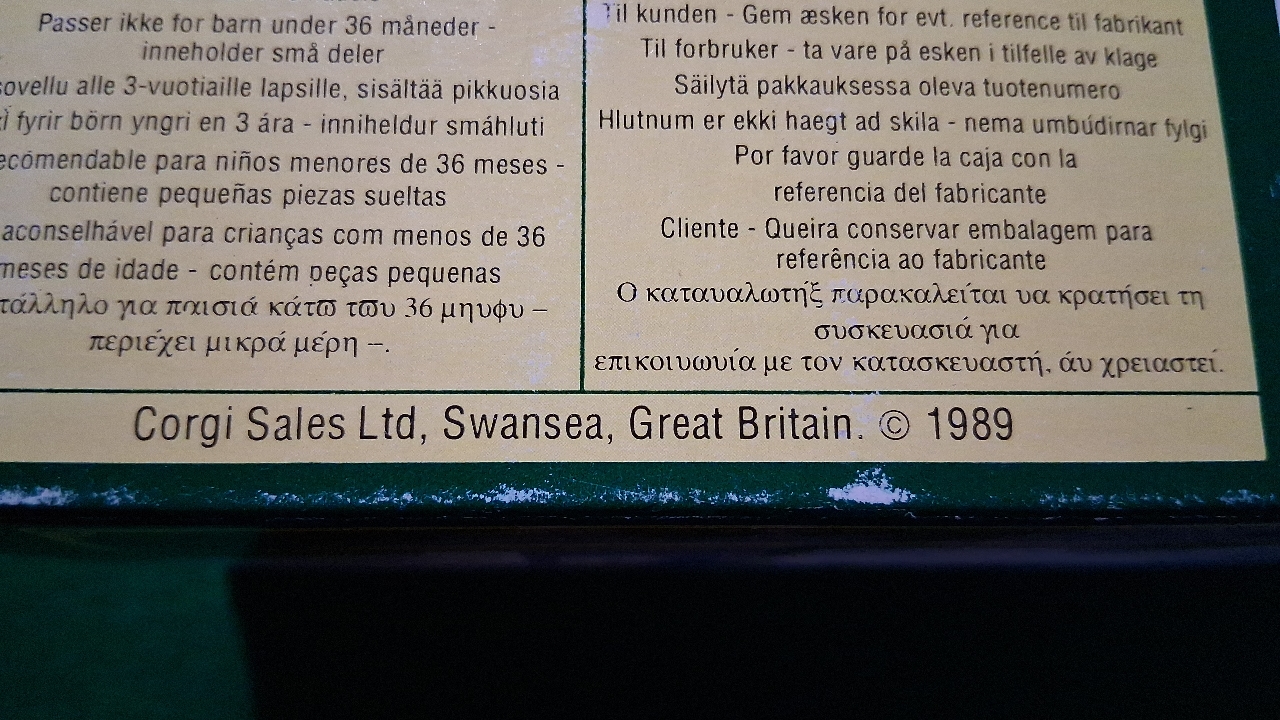 Passer ikke for barn under 36 måneder -
inneholder små deler
alle 3-vuotiaille lapsille, sisältää pikkuosia
fyrir börn yngri en 3 ára - inniheldur smáhluti
para niños menores de 36 meses -
contiene pequeñas piezas sueltas
aconselhável para crianças com menos de 36
meses de idade - contém peças pequenas
για παισιά κάτϖ τϖυ 36 μηυφυ –
περιέχει μικρά μέρη –.
Til kunden - Gem æsken for evt. reference til fabrikant
Til forbruker - ta vare på esken i tilfelle av klage
Säilytä pakkauksessa oleva tuotenumero
Hlutnum er ekki haegt ad skila - nema umbúdirnar fylgi
Por favor guarde la caja con la
referencia del fabricante
Cliente - Queira conservar embalagem para
referência ao fabricante
Ο καταυαλωτήξ παρακαλείται υα κρατήσει τη
συσκευασιά για
επικοιυωυία με τον κατασκευαστή, άυ χρειαστεί.
Corgi Sales Ltd, Swansea, Great Britain. © 1989